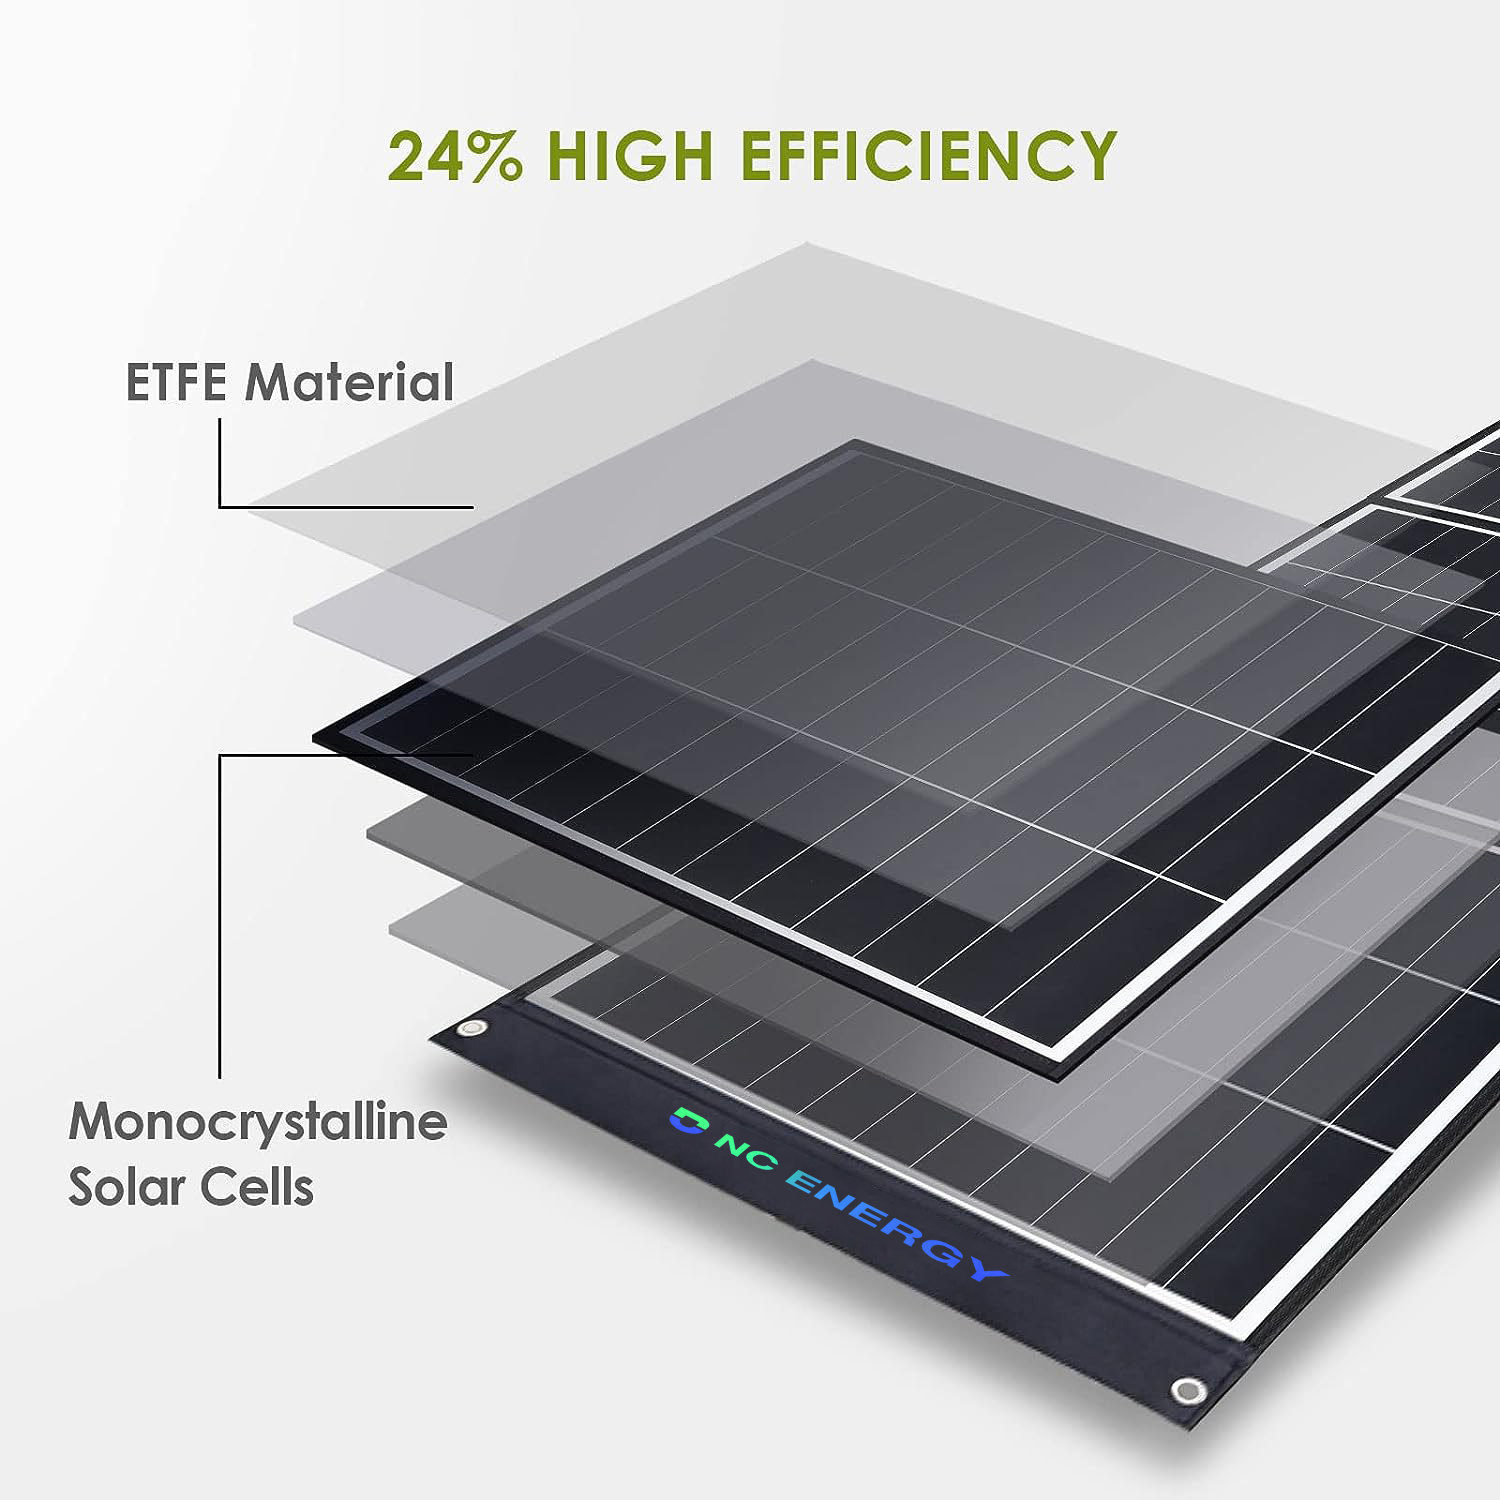 24% HIGH EFFICIENCY
ETFE Material
Monocrystalline
Solar Cells
NC ENERGY